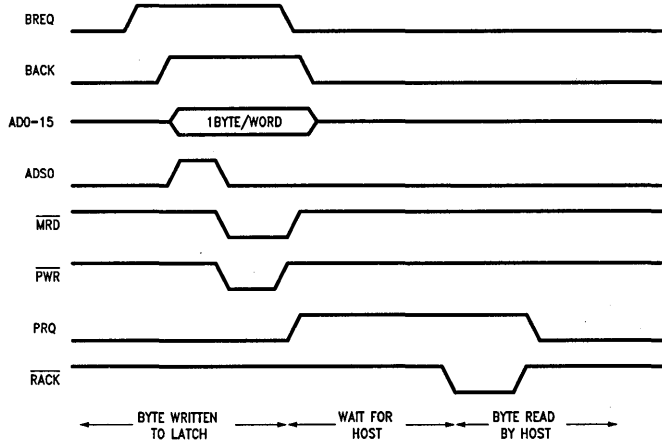 BREQ
BACK
AD0-15
1BYTE/WORD
ADS0
MRD
PWR
PRQ
RACK
BYTE WRITTEN
TO LATCH
WAIT FOR
HOST
BYTE READ
BY HOST